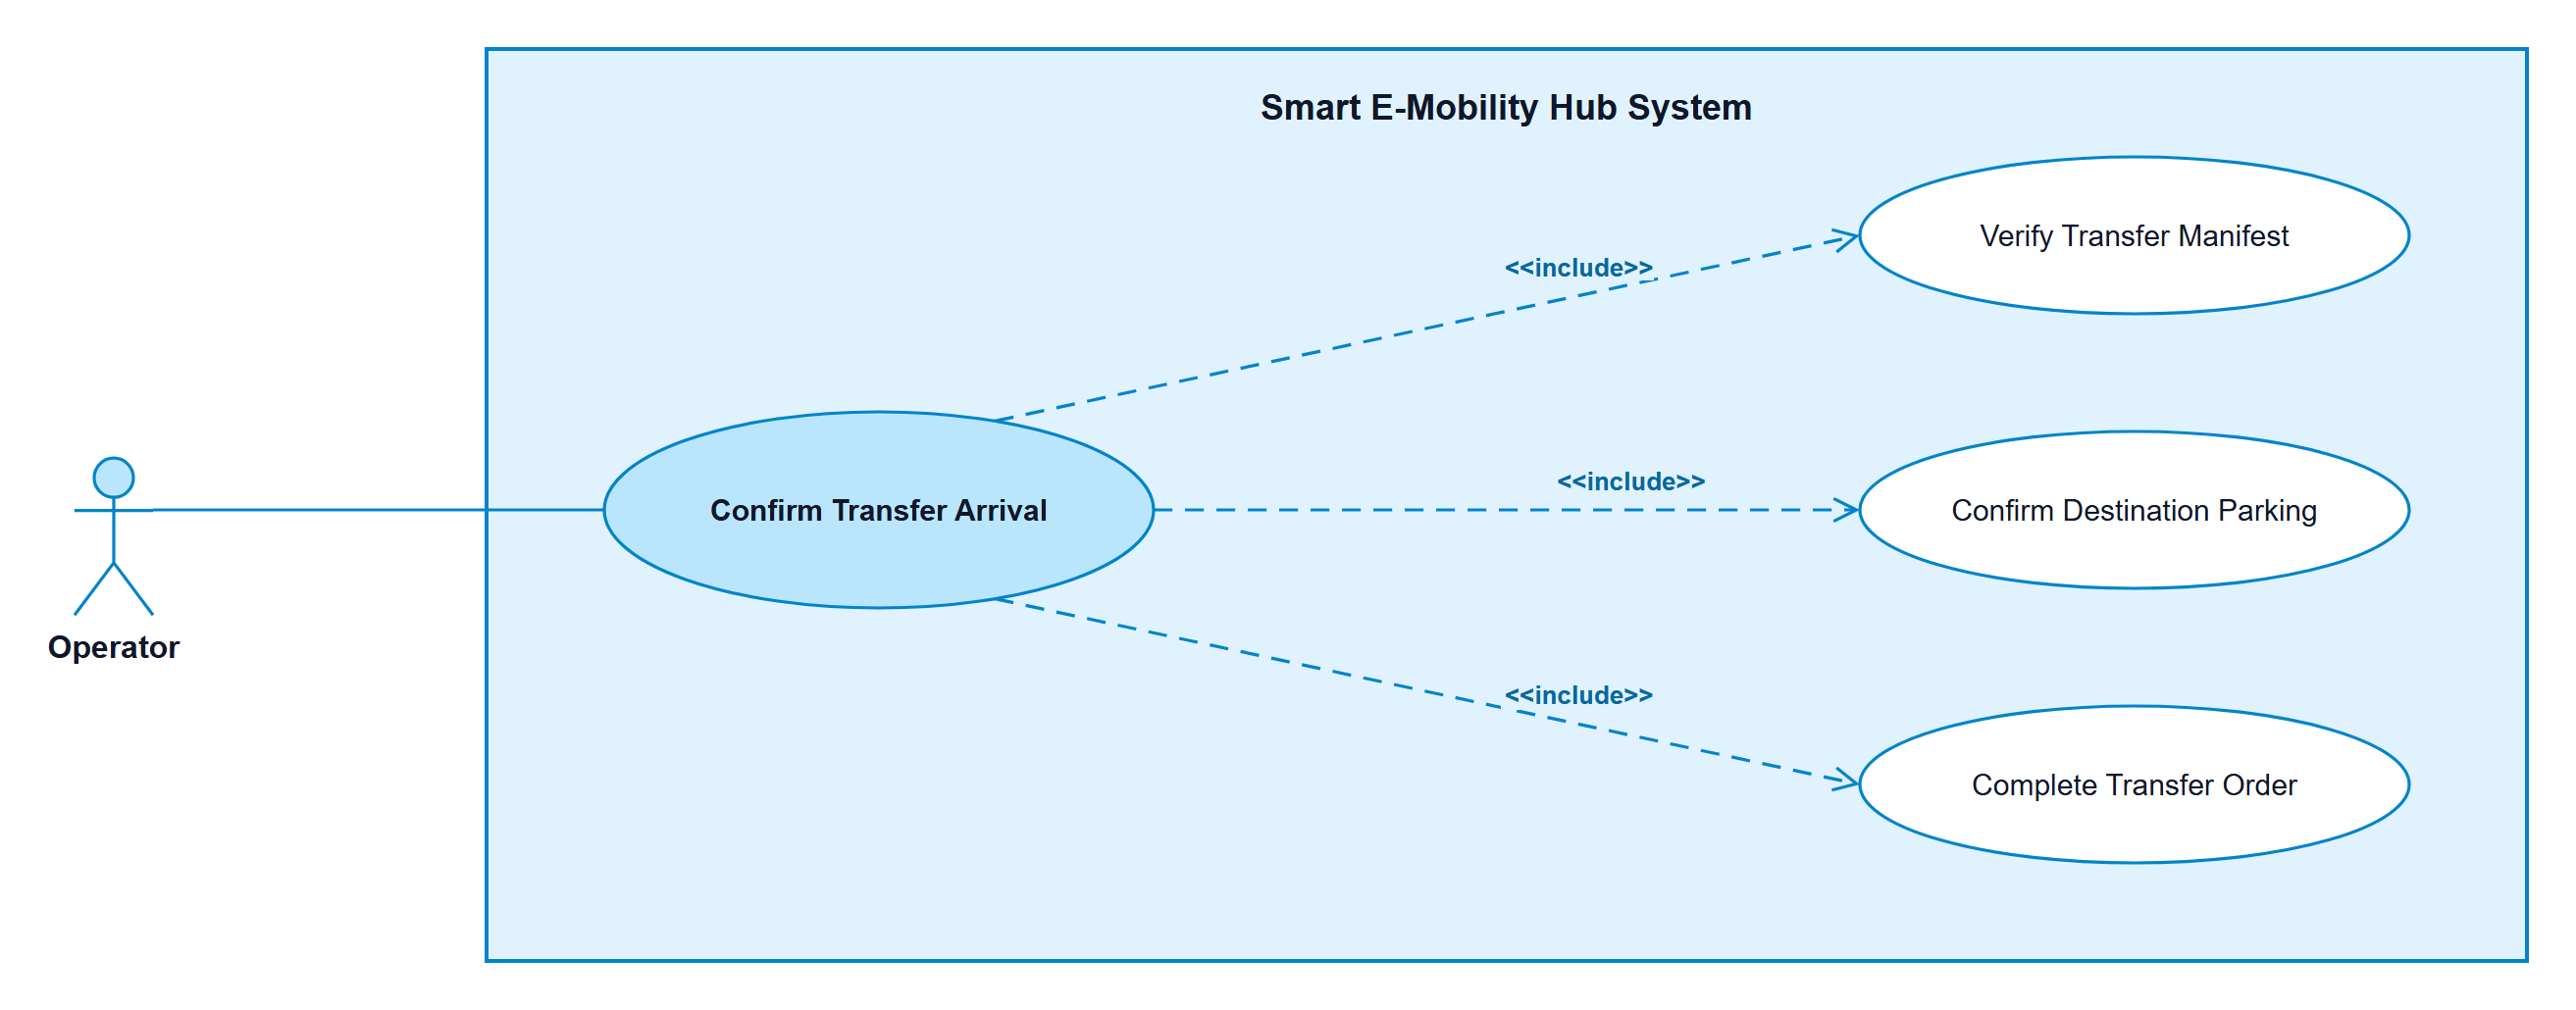 Smart E-Mobility Hub System
Verify Transfer Manifest
<<include>>
<<include>>
Confirm Transfer Arrival
Confirm Destination Parking
Operator
<<include>>
Complete Transfer Order